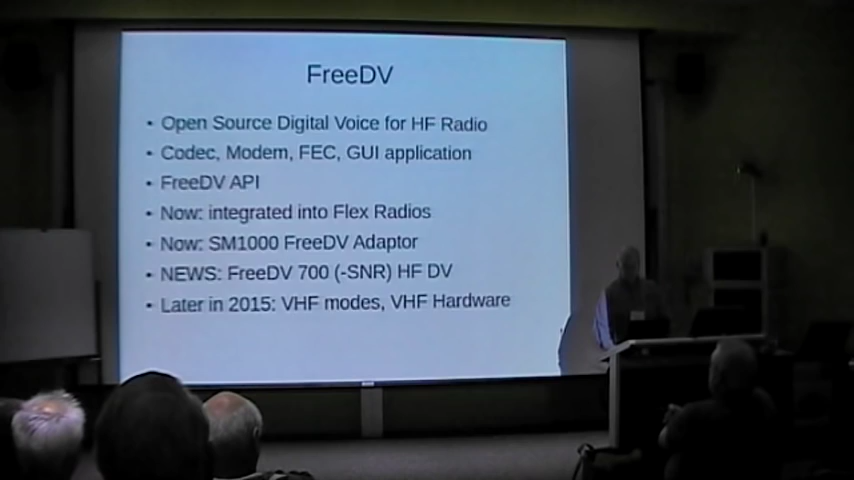 FreeDV
• Open Source Digital Voice for HF Radio
• Codec, Modem, FEC, GUI application
• FreeDV API
• Now: integrated into Flex Radios
• Now: SM1000 FreeDV Adaptor
• NEWS: FreeDV 700 (-SNR) HF DV
• Later in 2015: VHF modes, VHF Hardware